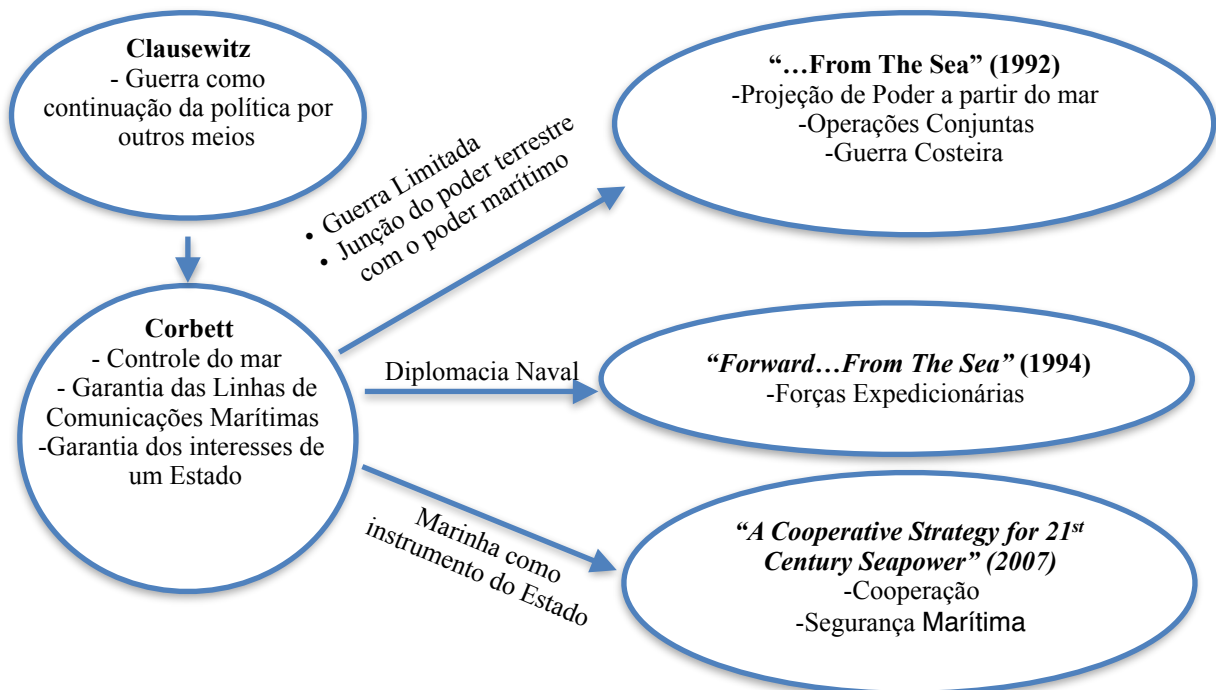 Clausewitz
- Guerra como
continuação da política por
outros meios
“…From The Sea” (1992)
-Projeção de Poder a partir do mar
-Operações Conjuntas
-Guerra Costeira
• Guerra Limitada
• Junção do poder terrestre
com o poder marítimo
Corbett
- Controle do mar
- Garantia das Linhas de
Comunicações Marítimas
-Garantia dos interesses de
um Estado
Diplomacia Naval
“Forward…From The Sea” (1994)
-Forças Expedicionárias
Marinha como
instrumento do Estado
“A Cooperative Strategy for 21st
Century Seapower” (2007)
-Cooperação
-Segurança Marítima